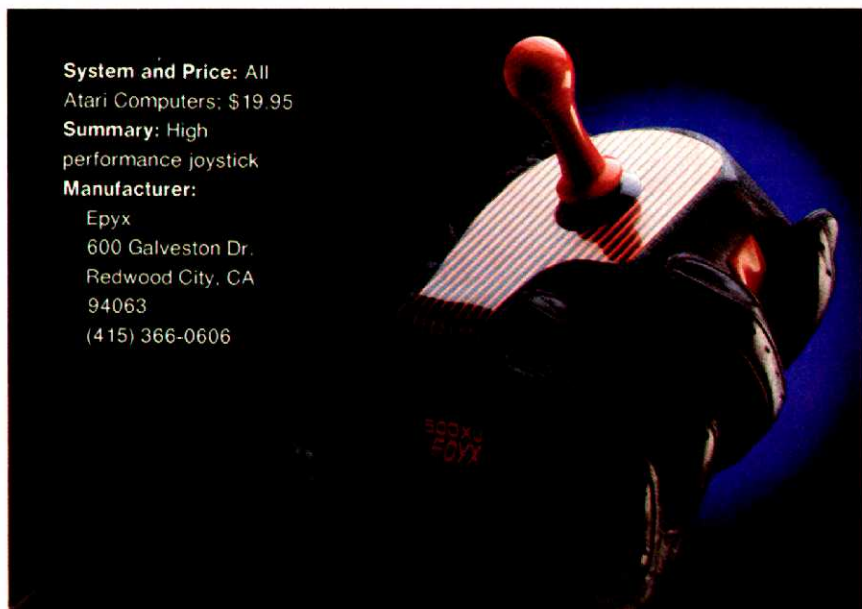 System and Price: All
Atari Computers; $19.95
Summary: High
performance joystick
Manufacturer:
Epyx
600 Galveston Dr.
Redwood City, CA
94063
(415) 366-0606